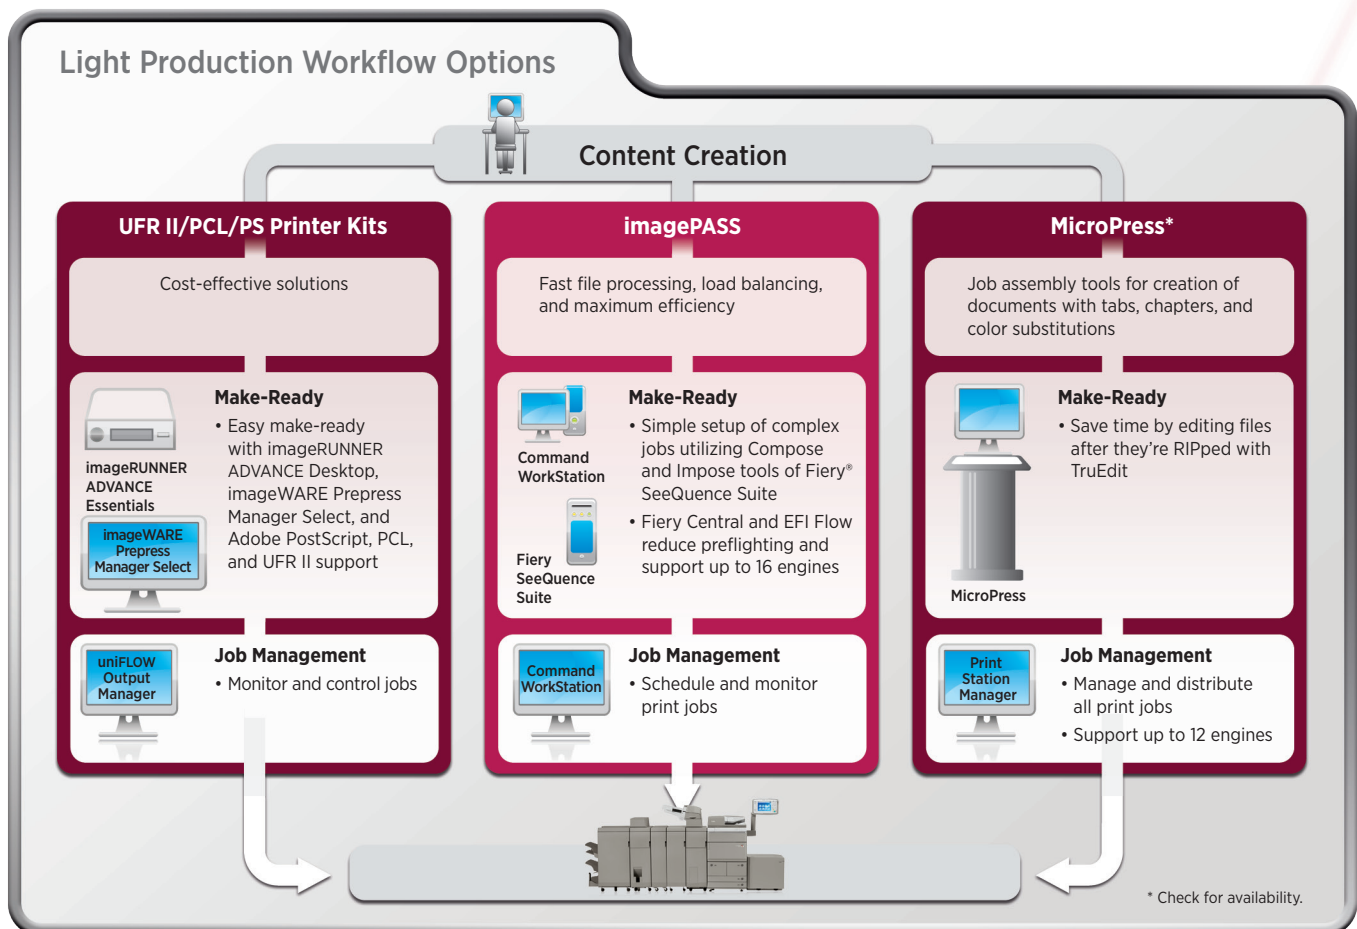 Light Production Workflow Options
Content Creation
UFR II/PCL/PS Printer Kits
Cost-effective solutions
imageRUNNER
ADVANCE
Essentials
imageWARE
Prepress
Manager Select
Make-Ready
• Easy make-ready
with imageRUNNER
ADVANCE Desktop,
imageWARE Prepress
Manager Select, and
Adobe PostScript, PCL,
and UFR II support
uniFLOW
Output
Manager
Job Management
• Monitor and control jobs
imagePASS
Fast file processing, load balancing,
and maximum efficiency
Command
WorkStation
Fiery
SeeQuence
Suite
Make-Ready
• Simple setup of complex
jobs utilizing Compose
and Impose tools of Fiery®
SeeQuence Suite
• Fiery Central and EFI Flow
reduce preflighting and
support up to 16 engines
Command
WorkStation
Job Management
• Schedule and monitor
print jobs
MicroPress*
Job assembly tools for creation of
documents with tabs, chapters, and
color substitutions
MicroPress
Make-Ready
• Save time by editing files
after they're RIPped with
TruEdit
Print
Station
Manager
Job Management
• Manage and distribute
all print jobs
• Support up to 12 engines
* Check for availability.